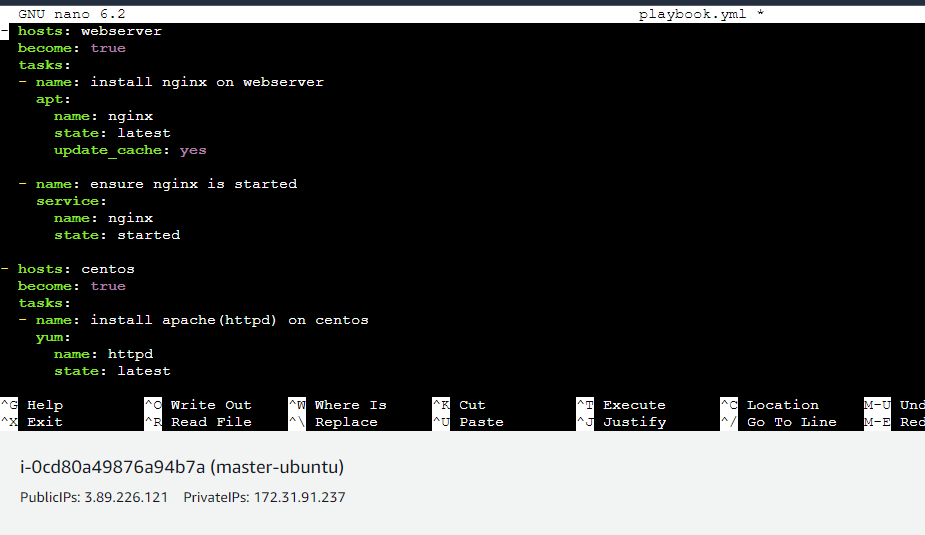 GNU nano 6.2 playbook.yml *
- hosts: webserver
  become: true
  tasks:
  - name: install nginx on webserver
    apt:
      name: nginx
      state: latest
      update_cache: yes

  - name: ensure nginx is started
    service:
      name: nginx
      state: started

- hosts: centos
  become: true
  tasks:
  - name: install apache(httpd) on centos
    yum:
      name: httpd
      state: latest

^G Help ^O Write Out ^W Where Is ^K Cut ^T Execute ^C Location M-U Und
^X Exit ^R Read File ^\ Replace ^U Paste ^J Justify ^/ Go To Line M-E Red
i-0cd80a49876a94b7a (master-ubuntu)
PublicIPs: 3.89.226.121 PrivateIPs: 172.31.91.237